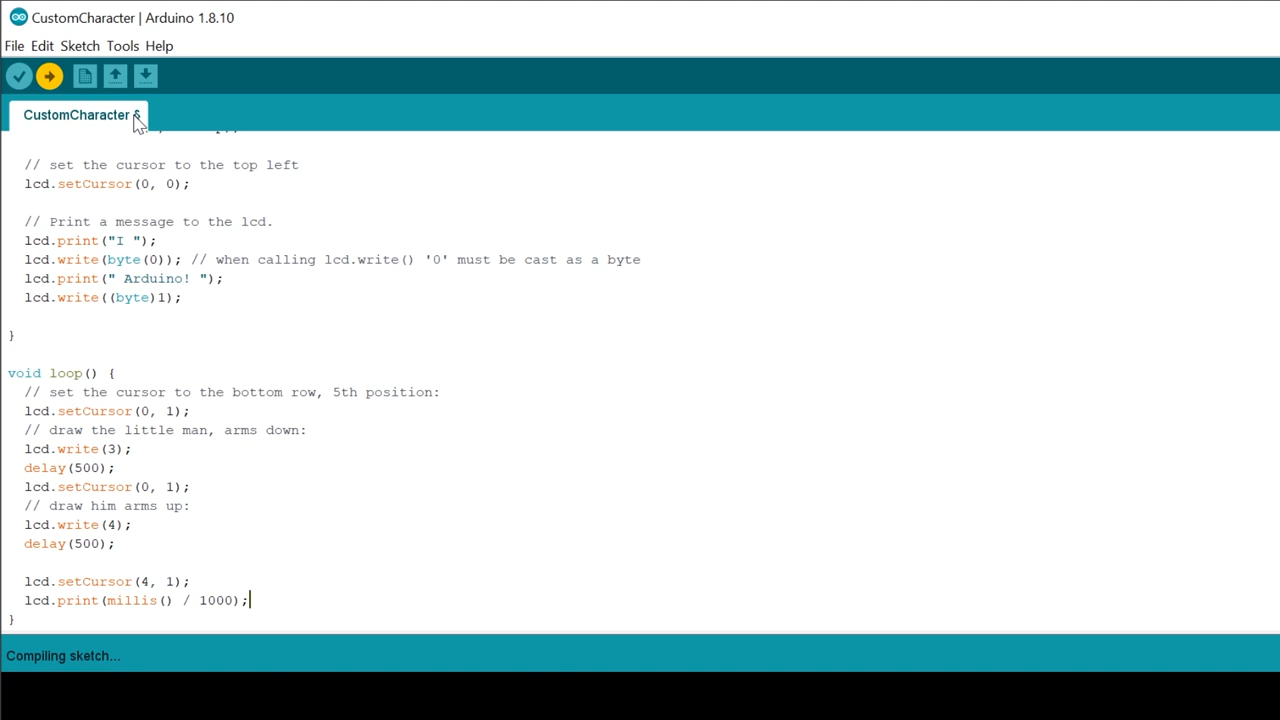 CustomCharacter | Arduino 1.8.10
File Edit Sketch Tools Help
CustomCharacter
// set the cursor to the top left
lcd.setCursor(0, 0);
// Print a message to the lcd.
lcd.print("I ");
lcd.write(byte(0)); // when calling lcd.write() '0' must be cast as a byte
lcd.print(" Arduino! ");
lcd.write((byte)1);
}
void loop() {
// set the cursor to the bottom row, 5th position:
lcd.setCursor(0, 1);
// draw the little man, arms down:
lcd.write(3);
delay(500);
lcd.setCursor(0, 1);
// draw him arms up:
lcd.write(4);
delay(500);
lcd.setCursor(4, 1);
lcd.print(millis() / 1000);
}
Compiling sketch...